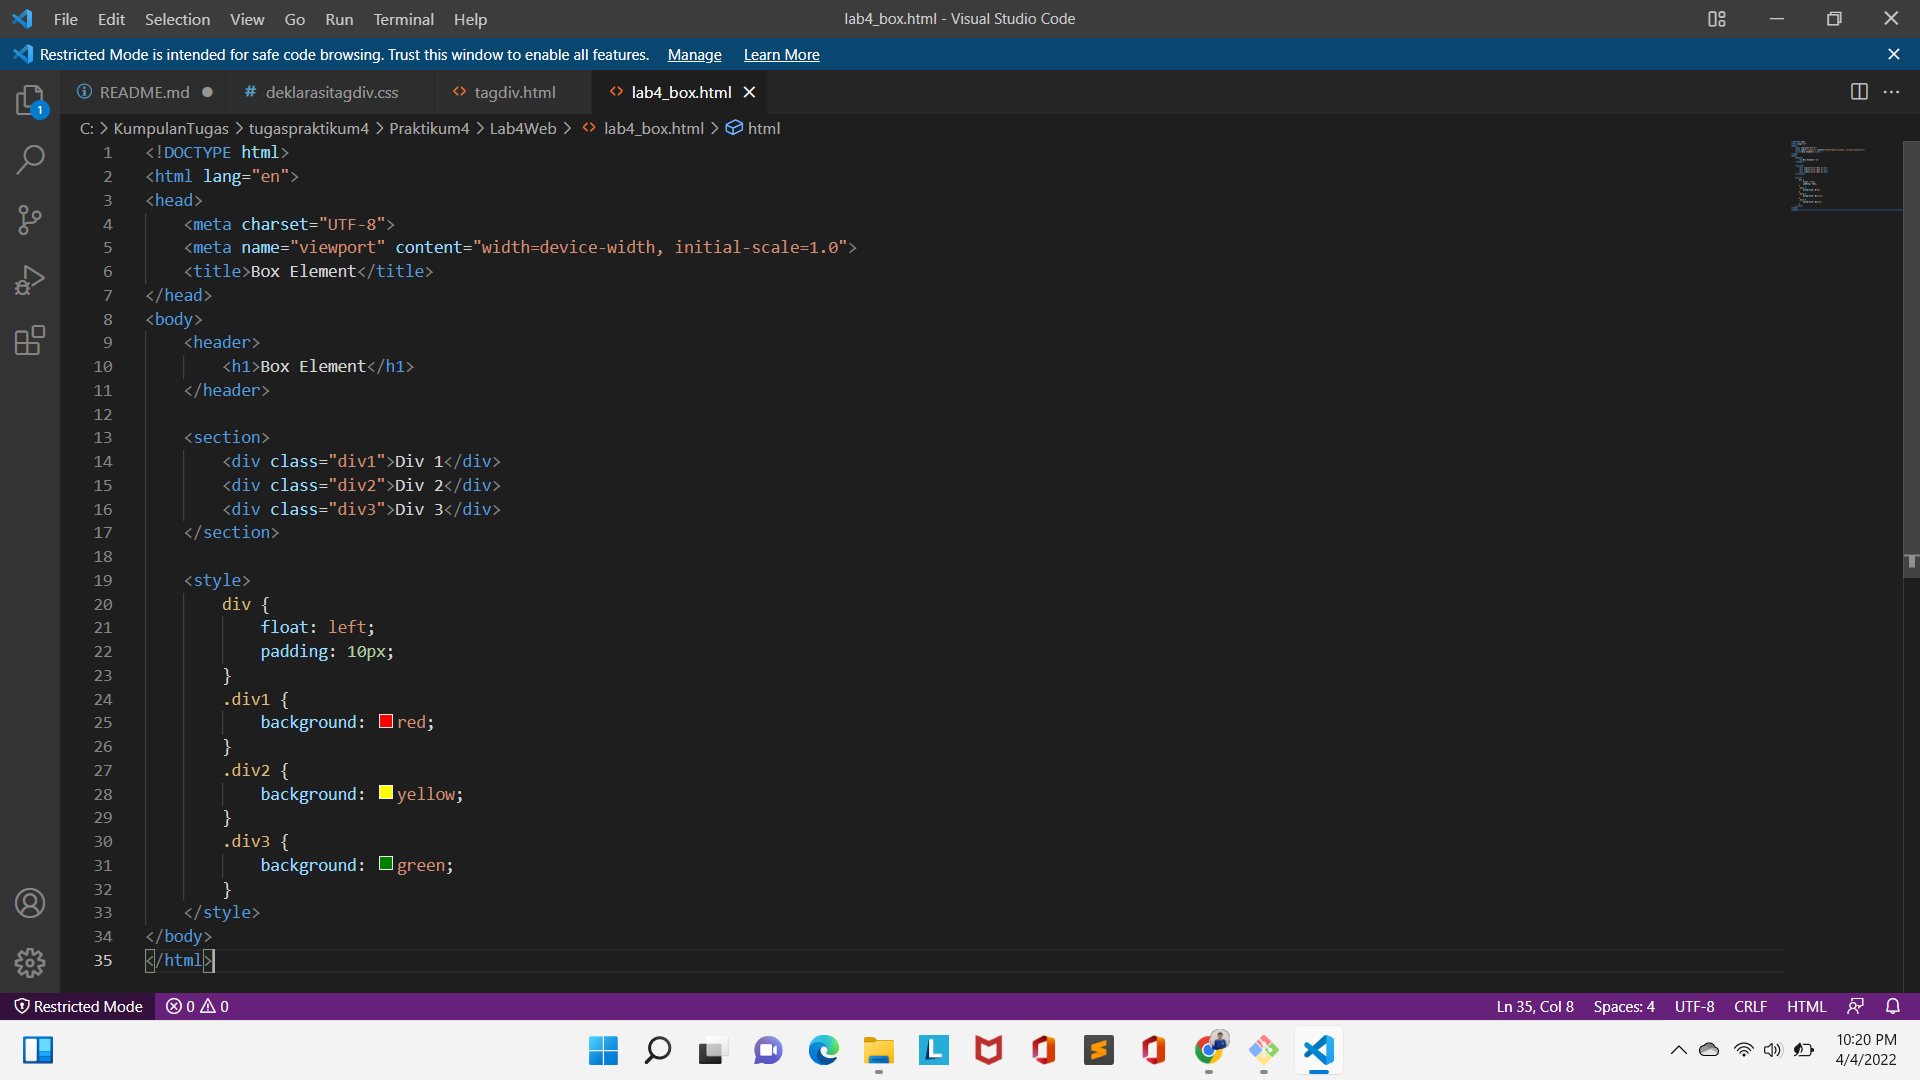 File Edit Selection View Go Run Terminal Help
lab4_box.html - Visual Studio Code
Restricted Mode is intended for safe code browsing. Trust this window to enable all features. Manage Learn More
1
README.md
# deklarasitagdiv.css
<> tagdiv.html
<> lab4_box.html
C: > KumpulanTugas > tugaspraktikum4 > Praktikum4 > Lab4Web > <> lab4_box.html > html
1 <!DOCTYPE html>
2 <html lang="en">
3 <head>
4     <meta charset="UTF-8">
5     <meta name="viewport" content="width=device-width, initial-scale=1.0">
6     <title>Box Element</title>
7 </head>
8 <body>
9     <header>
10         <h1>Box Element</h1>
11     </header>
12
13     <section>
14         <div class="div1">Div 1</div>
15         <div class="div2">Div 2</div>
16         <div class="div3">Div 3</div>
17     </section>
18
19     <style>
20         div {
21             float: left;
22             padding: 10px;
23         }
24         .div1 {
25             background: red;
26         }
27         .div2 {
28             background: yellow;
29         }
30         .div3 {
31             background: green;
32         }
33     </style>
34 </body>
35 </html>
Restricted Mode 0 0
Ln 35, Col 8 Spaces: 4 UTF-8 CRLF HTML
10:20 PM
4/4/2022